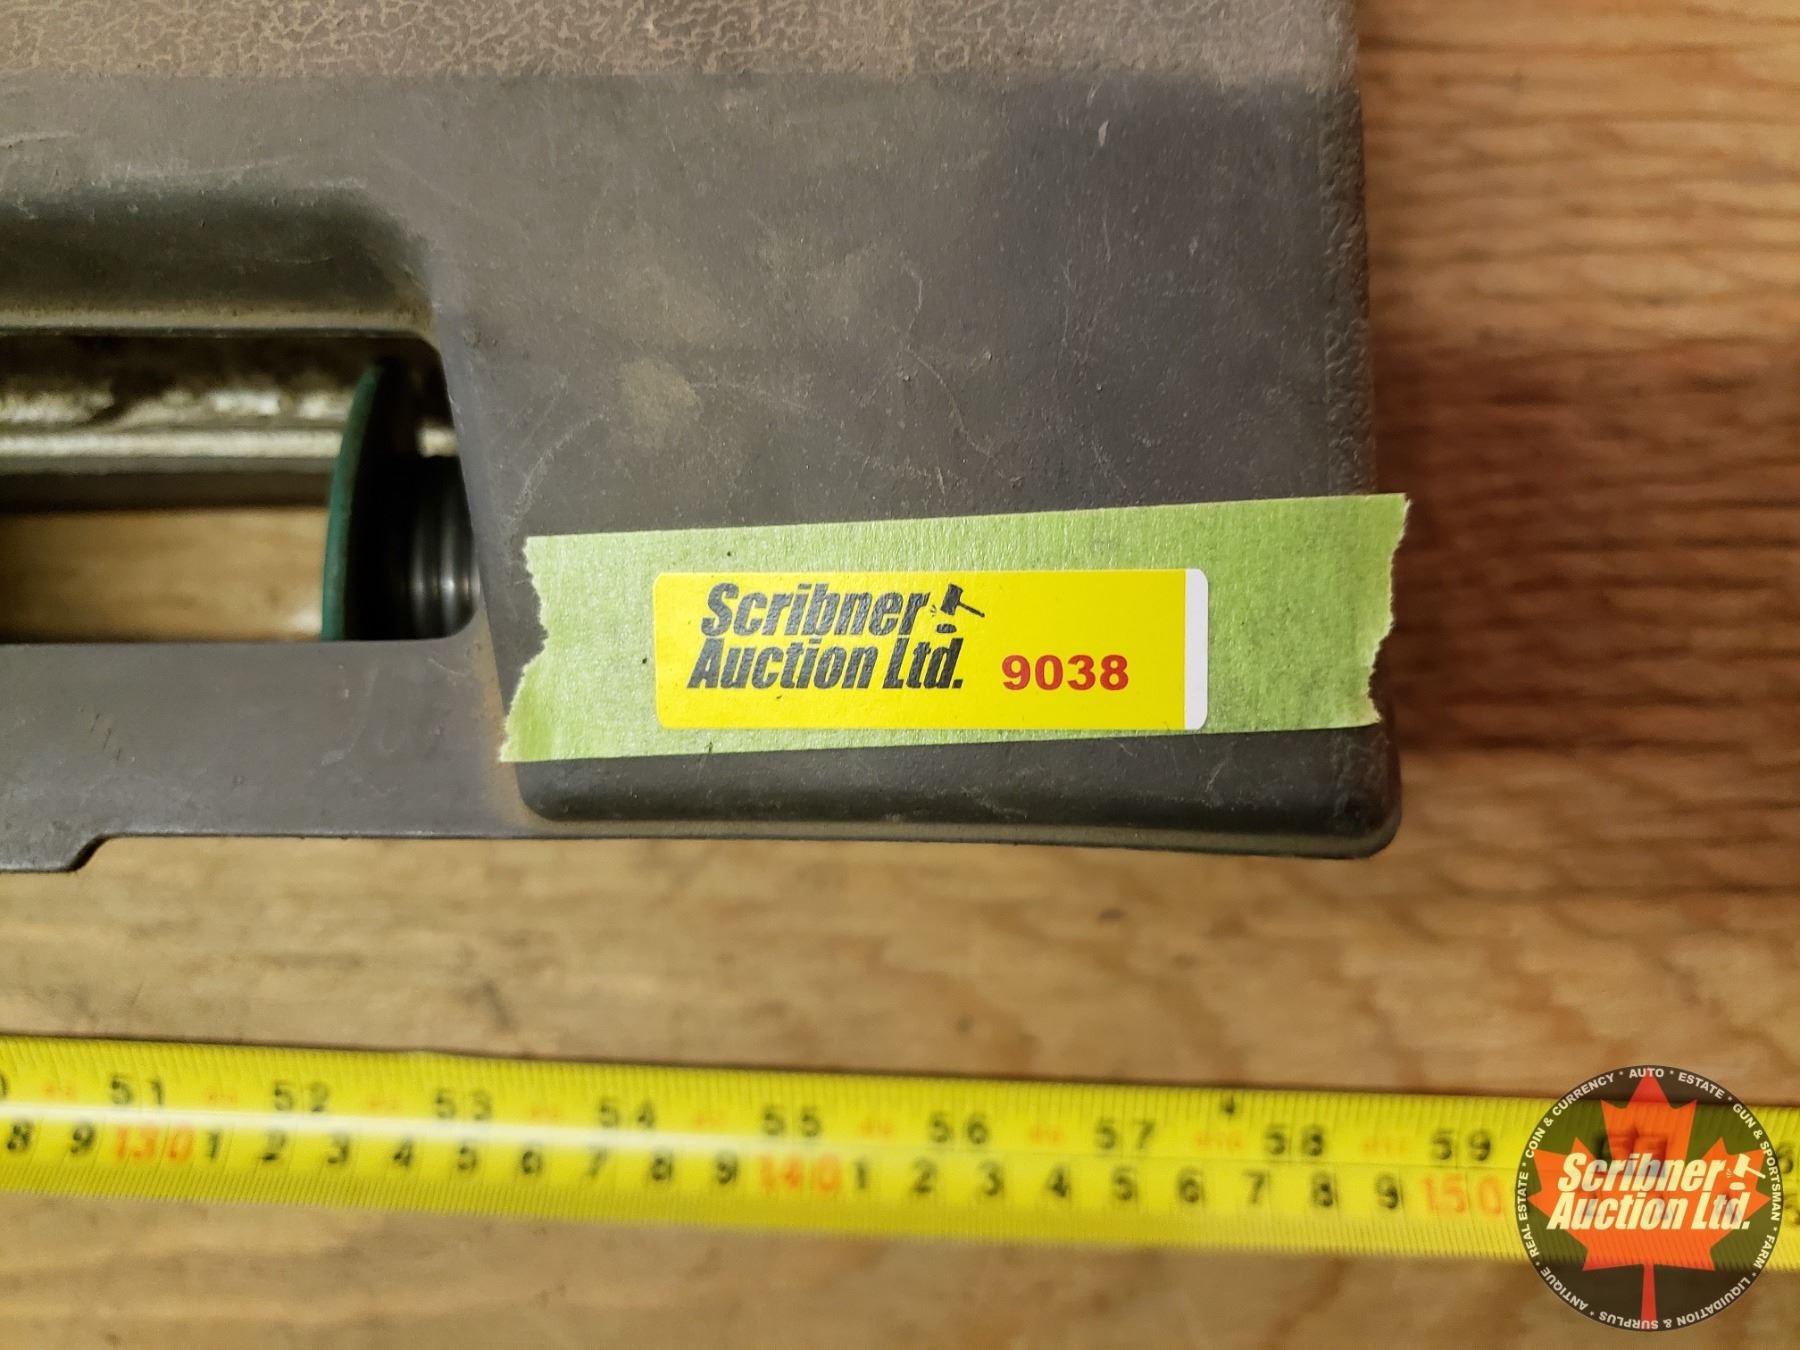 Scribner
Auction Ltd. 9038
51 52 53 54 55 56 57 58 59
8 9 130 1 2 3 4 5 6 7 8 9 140 1 2 3 4 5 6 7 8 9 150
Scribner
Auction Ltd.
ANTIQUE * REAL ESTATE * COIN & CURRENCY * AUTO * ESTATE * GUN & SPORTSMAN * FARM * LIQUIDATION & SURPLUS *